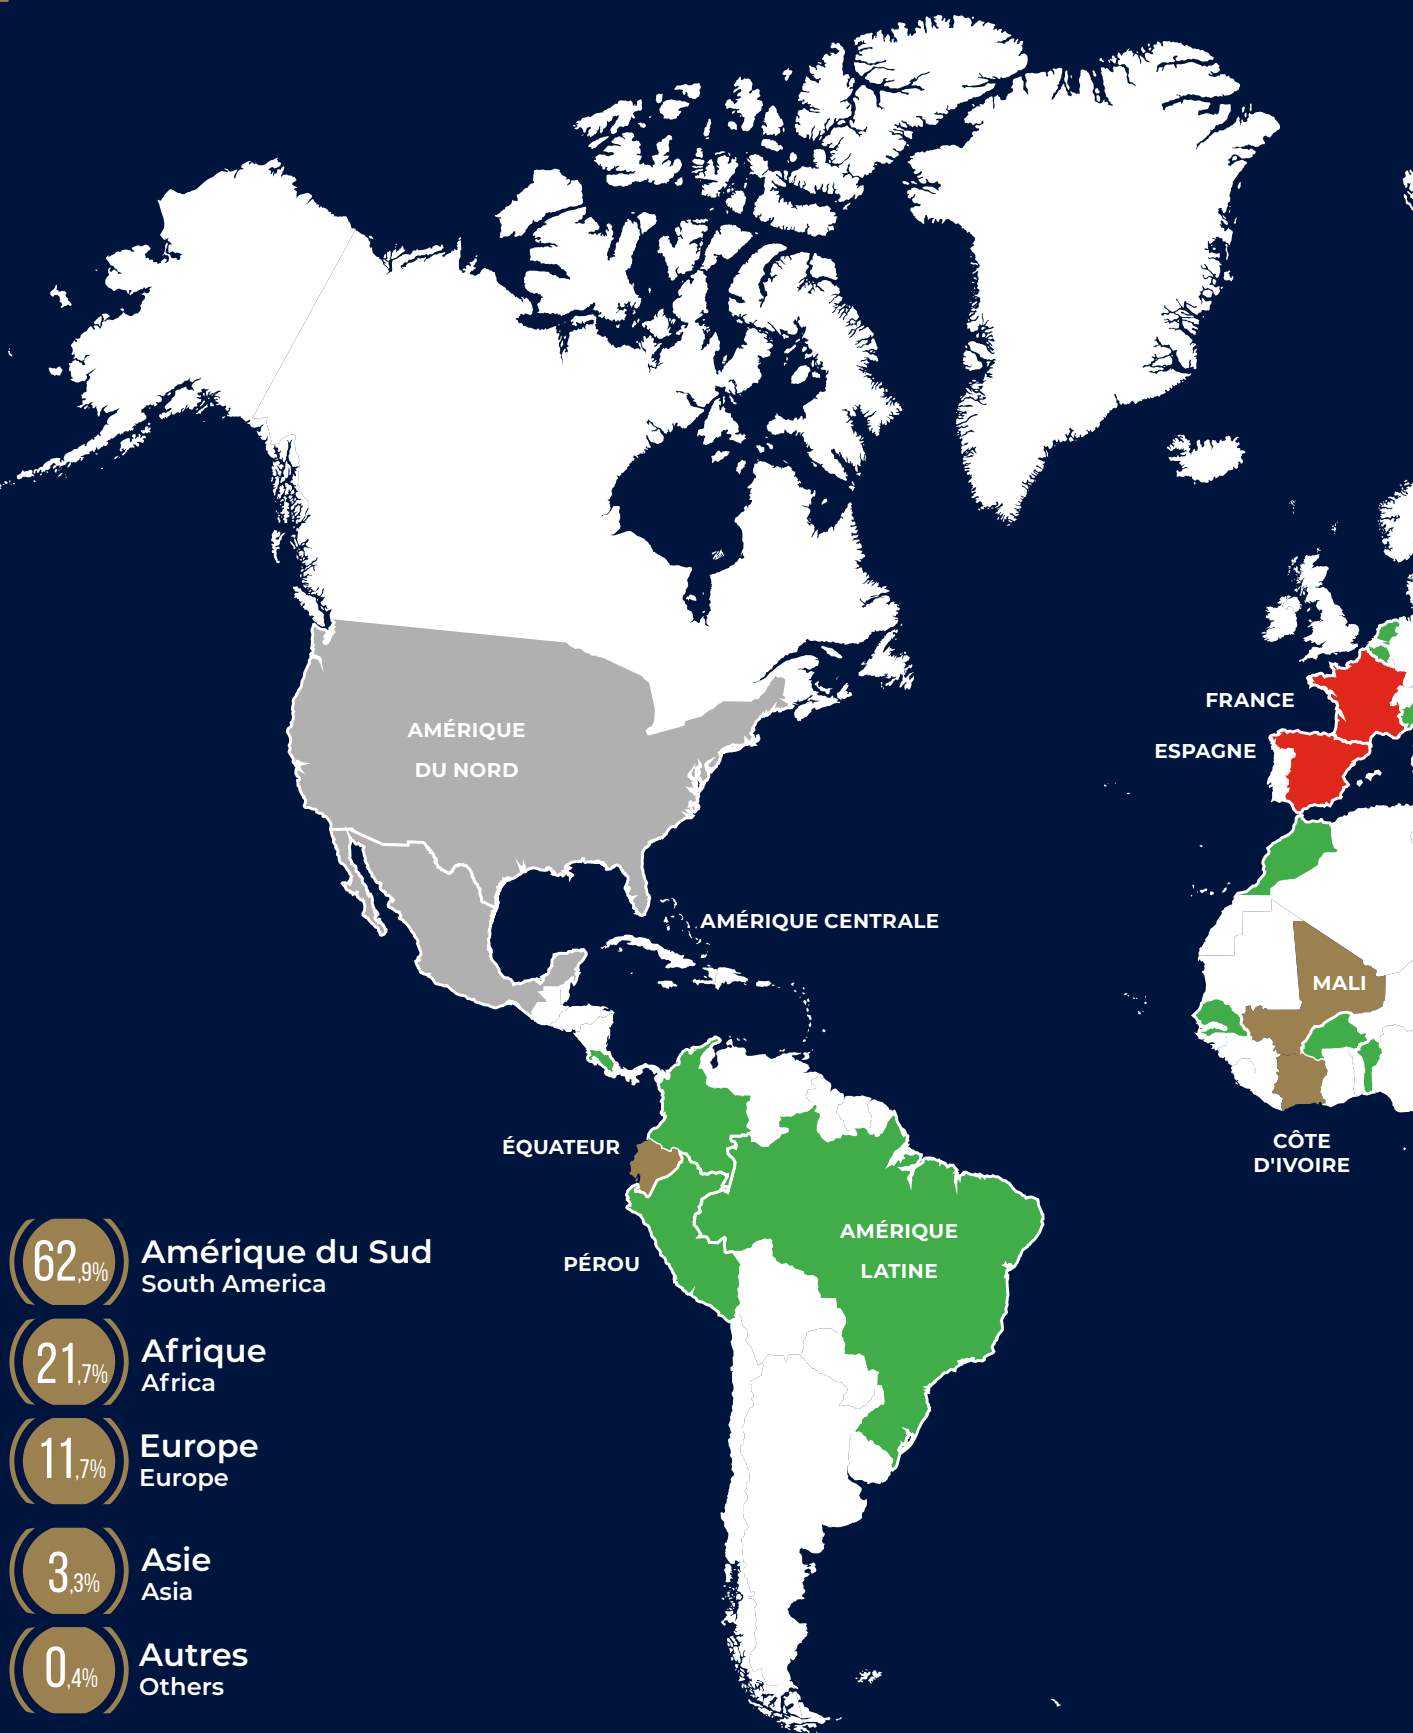 AMÉRIQUE
DU NORD
FRANCE
ESPAGNE
AMÉRIQUE CENTRALE
MALI
CÔTE
D'IVOIRE
ÉQUATEUR
AMÉRIQUE
LATINE
PÉROU
62,9%
Amérique du Sud
South America
21,7%
Afrique
Africa
11,7%
Europe
Europe
3,3%
Asie
Asia
0,4%
Autres
Others